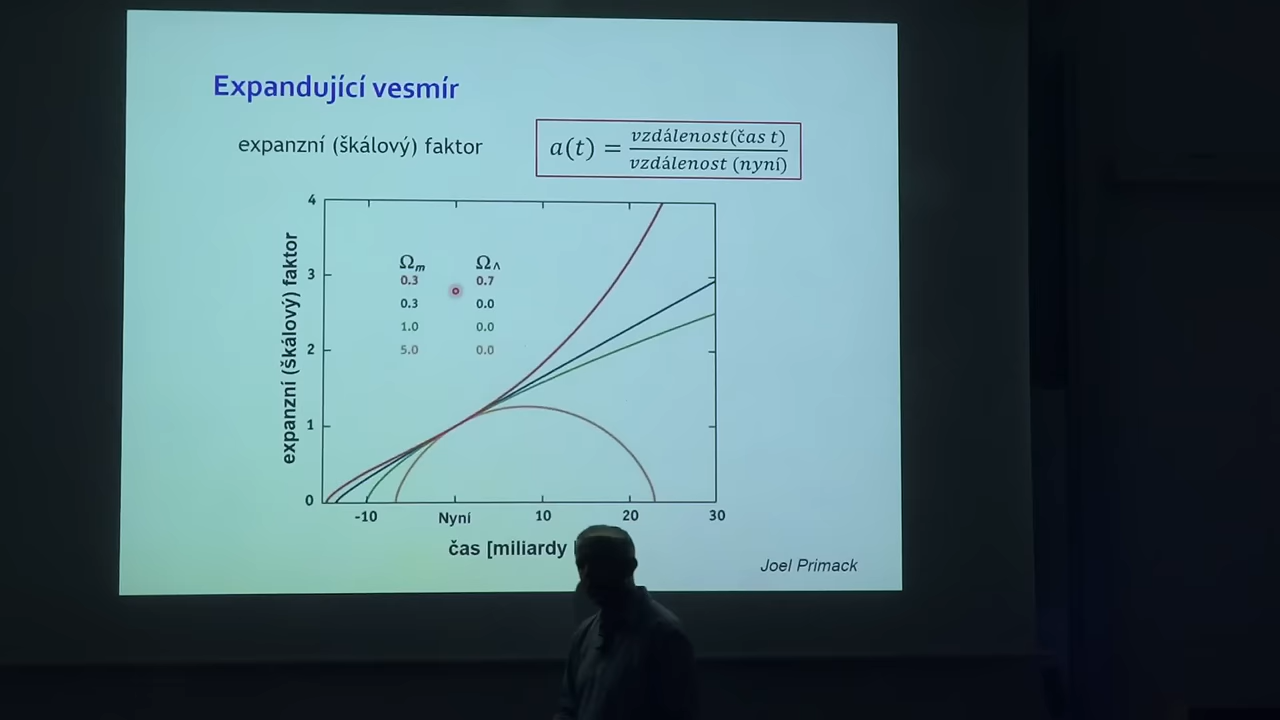 Expandující vesmír
expanzní (škálový) faktor
a(t) = vzdálenost(čas t) / vzdálenost (nyní)
expanzní (škálový) faktor
4
3
2
1
0
Ωm ΩΛ
0.3 0.7
0.3 0.0
1.0 0.0
5.0 0.0
-10 Nyní 10 20 30
čas [miliardy
Joel Primack